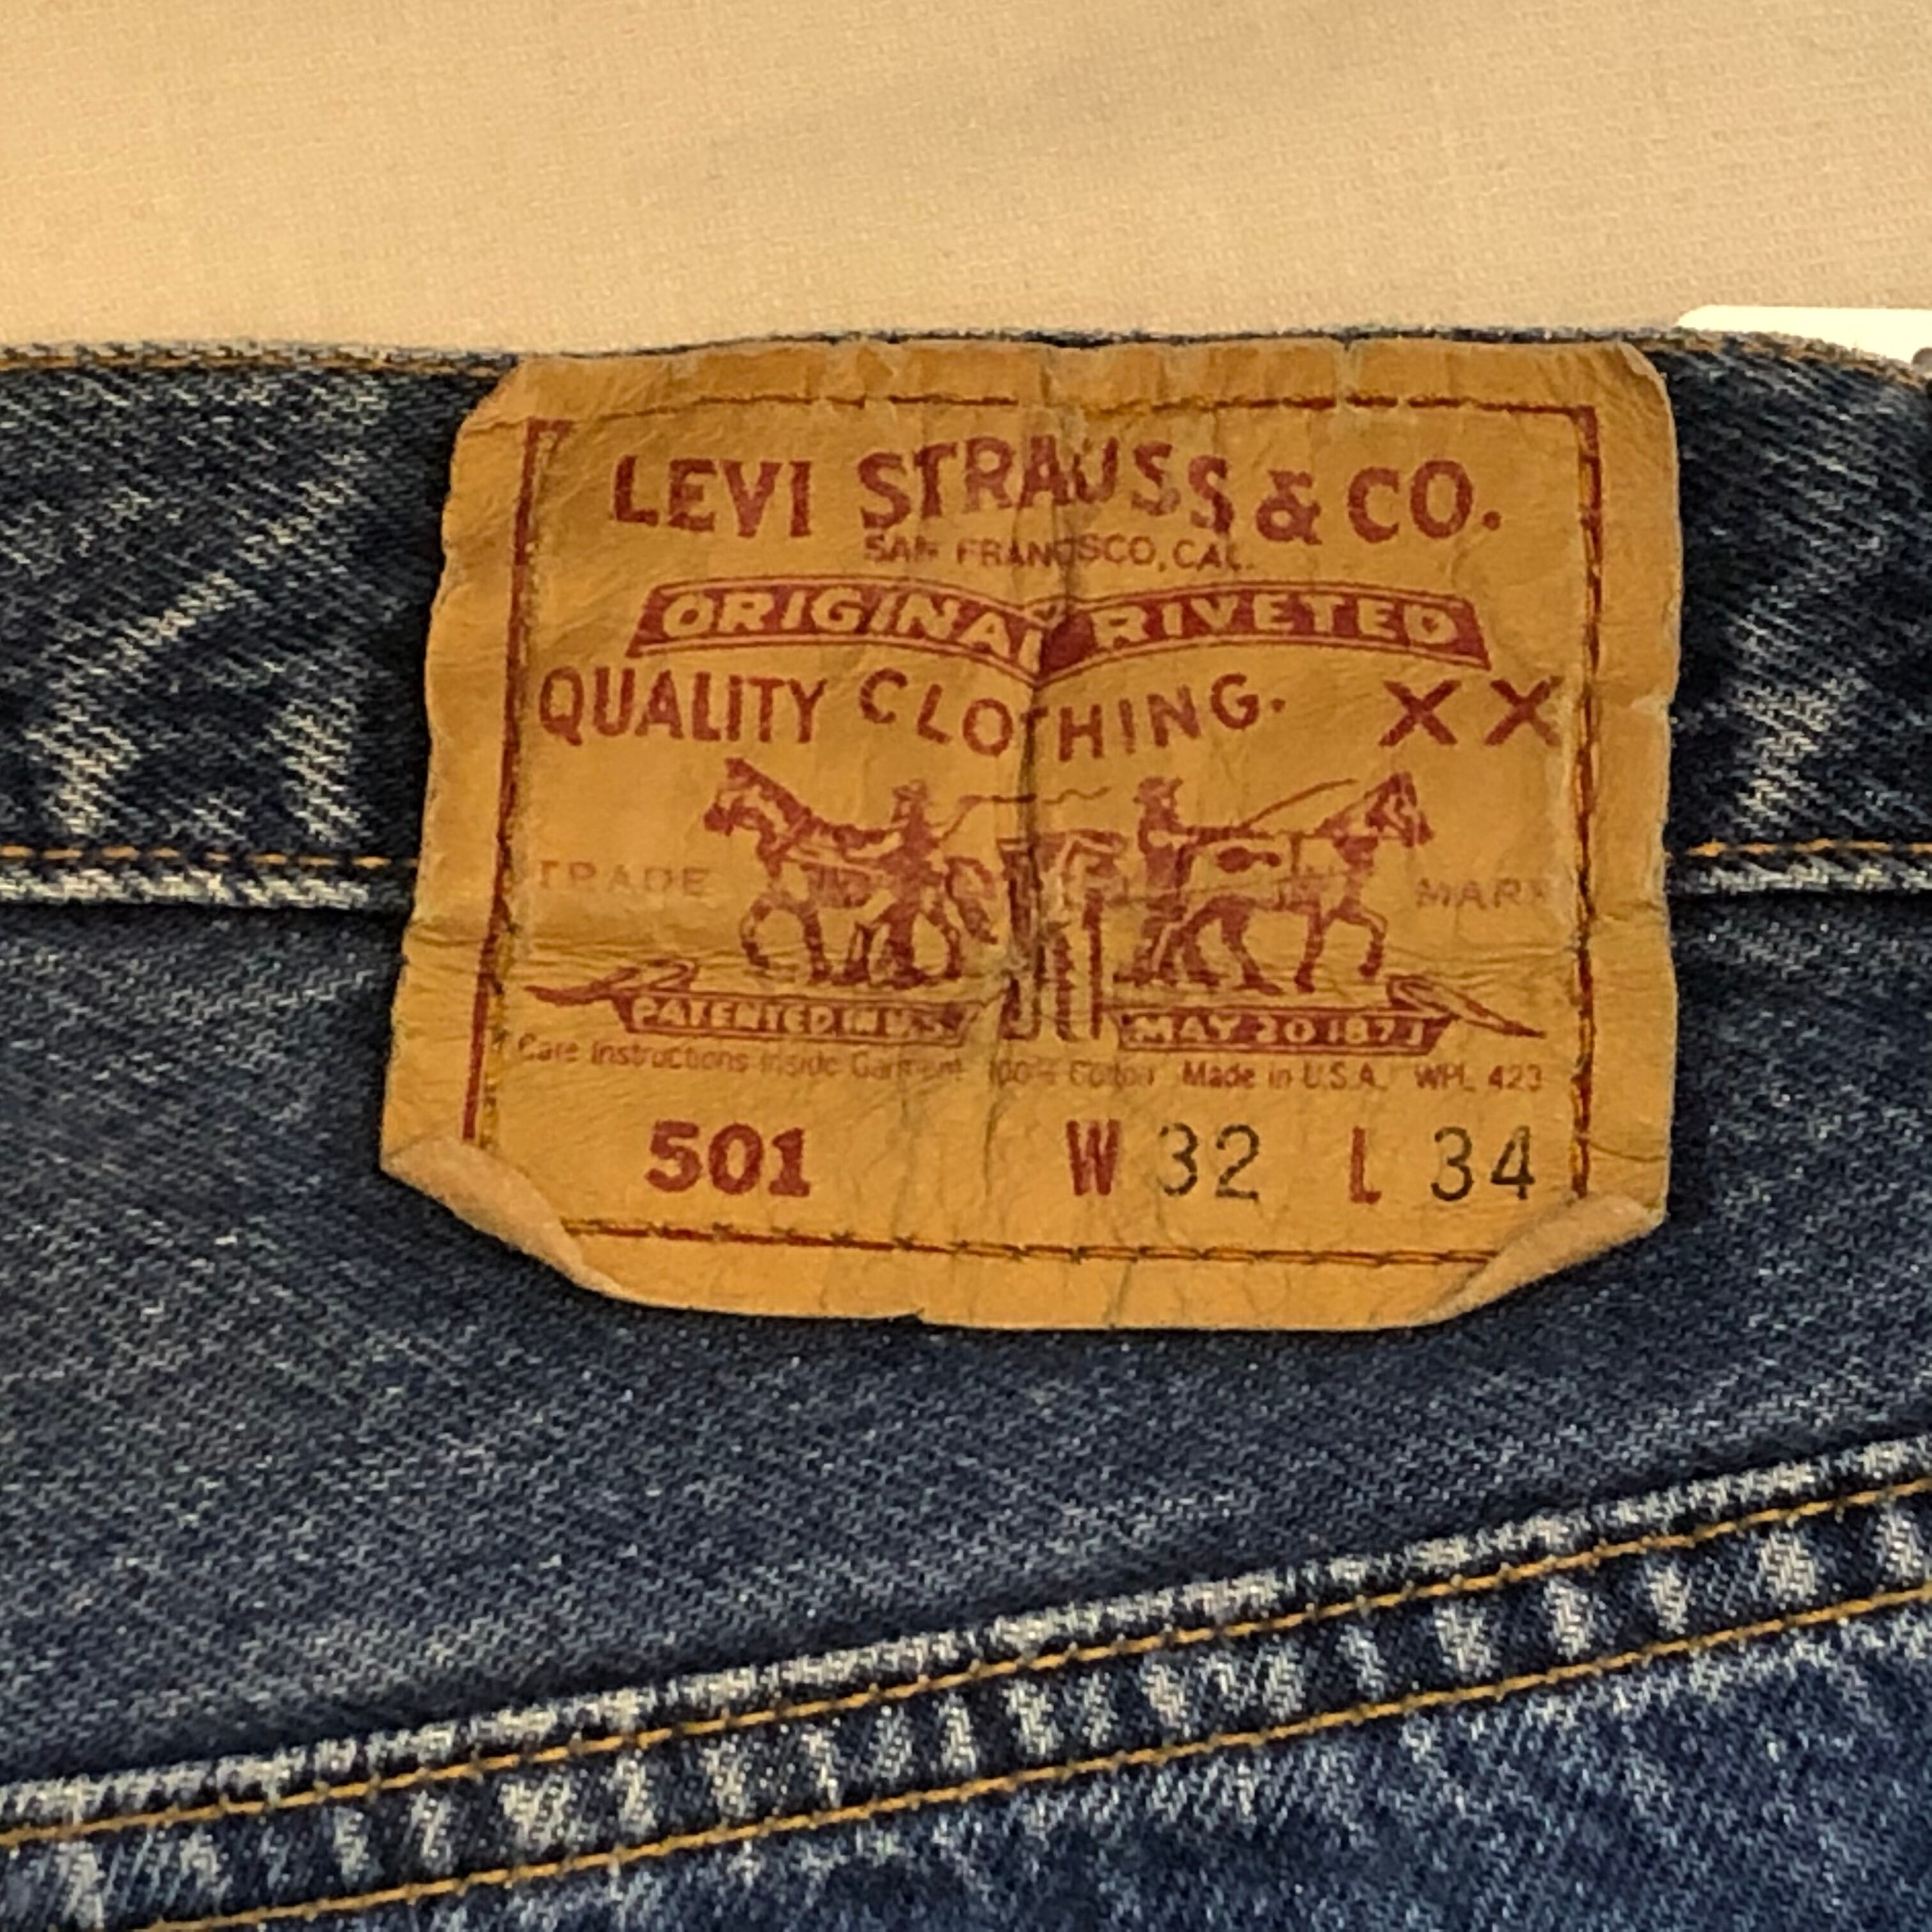 LEVI STRAUSS & CO.
SAN FRANCISCO, CAL.
ORIGINAL RIVETED
QUALITY CLOTHING. XX
TRADE MARK
PATENTED IN U.S. MAY 20 1873
Care Instructions Inside Garment 100% Cotton Made in U.S.A. WPL 423
501 W 32 L 34